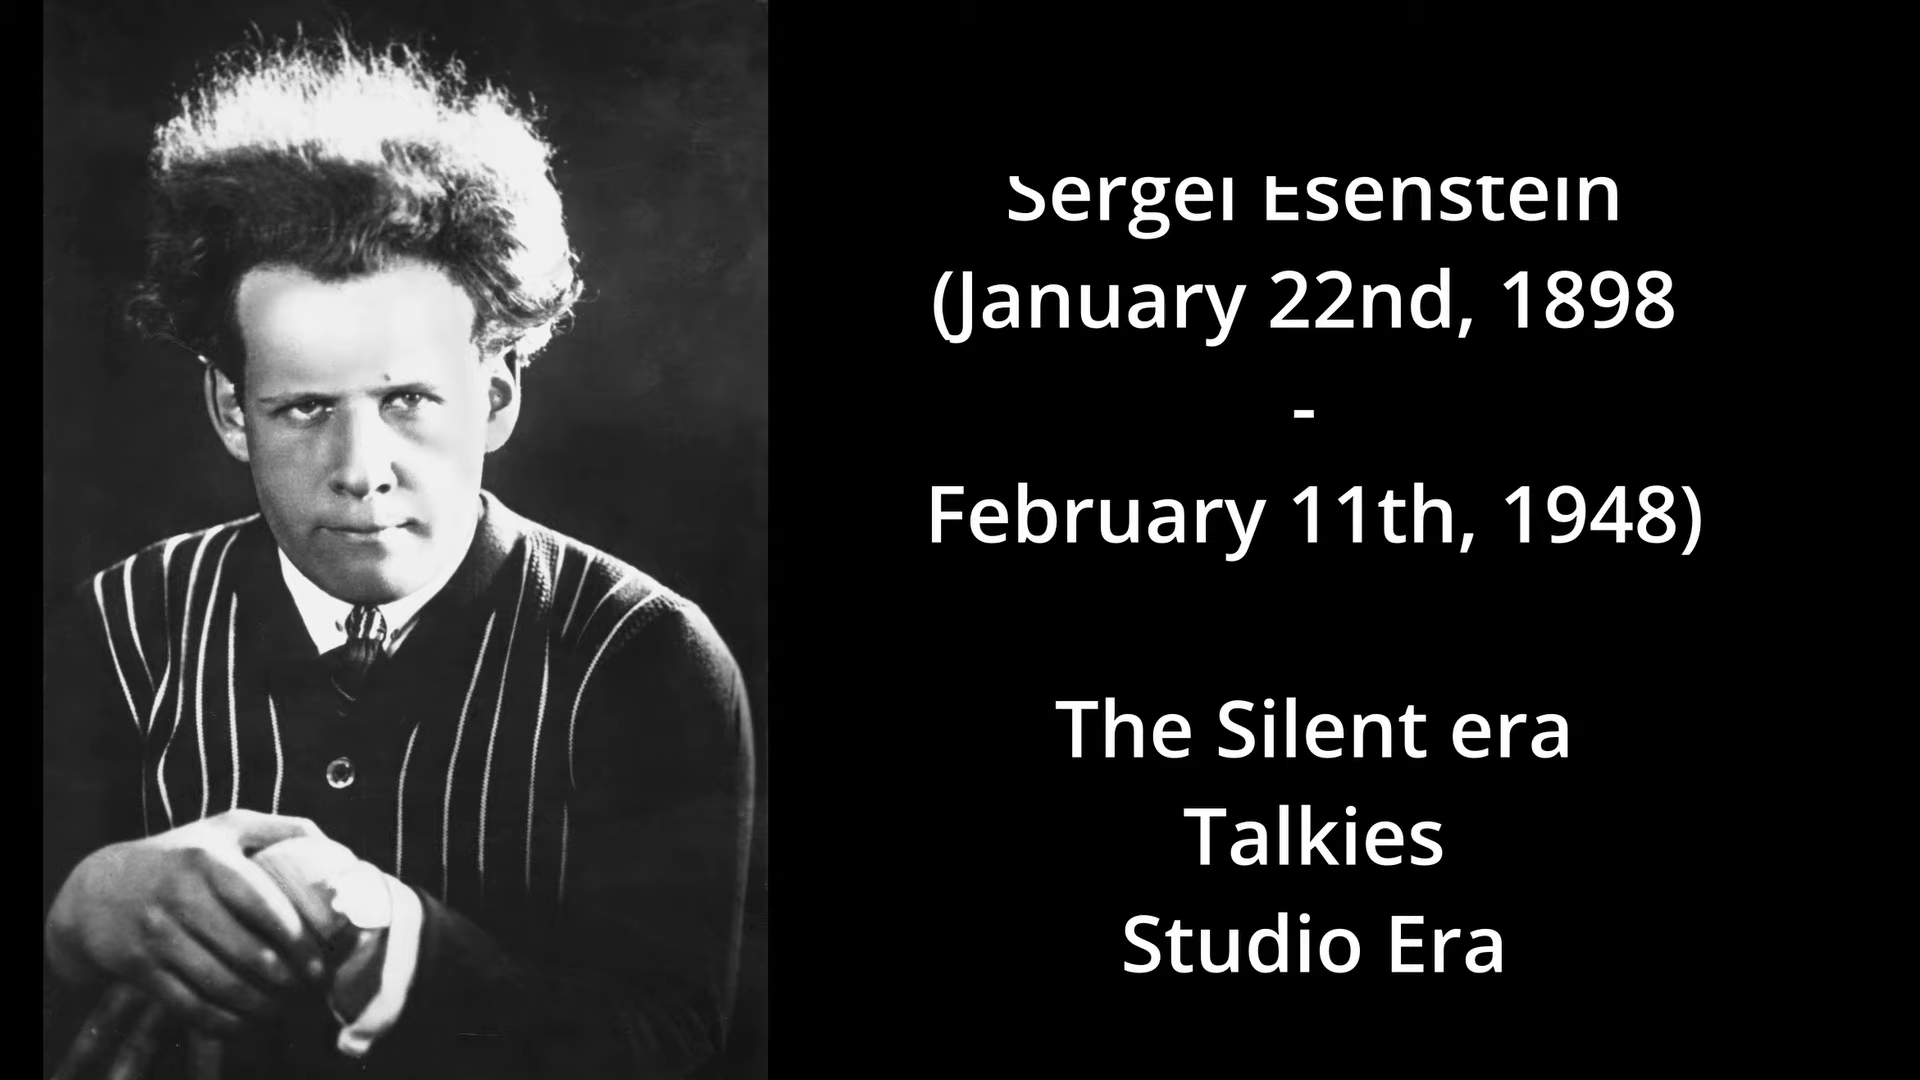 Sergei Esenstein
(January 22nd, 1898
-
February 11th, 1948)
The Silent era
Talkies
Studio Era